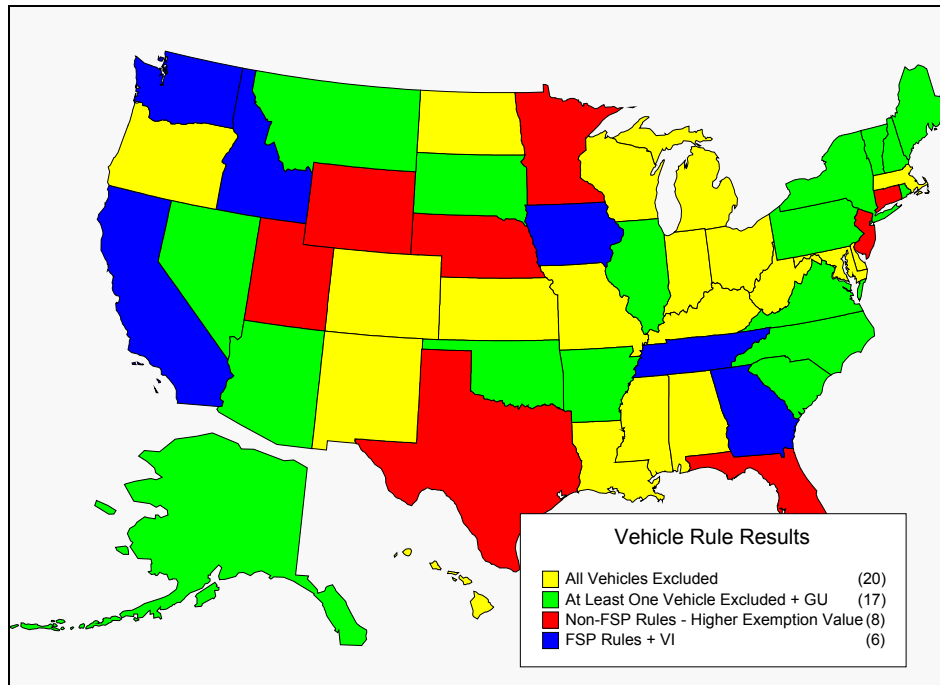 Vehicle Rule Results
All Vehicles Excluded (20)
At Least One Vehicle Excluded + GU (17)
Non-FSP Rules - Higher Exemption Value (8)
FSP Rules + VI (6)